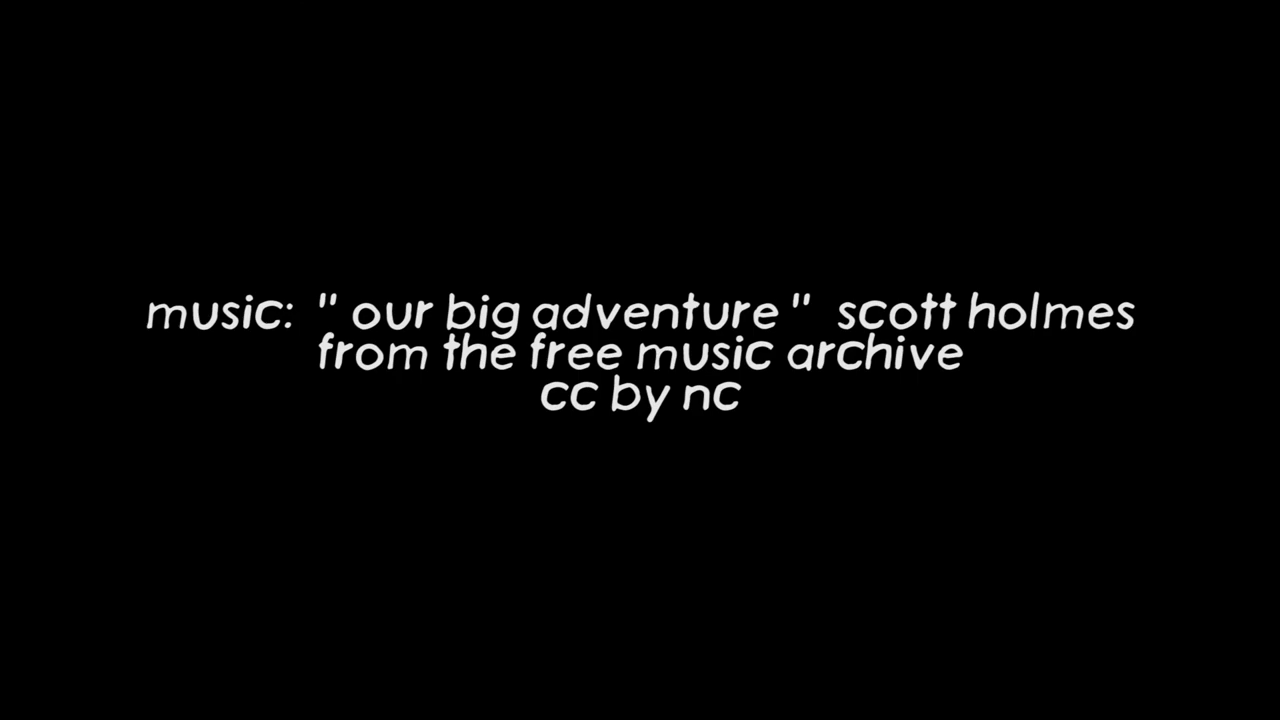 music: " our big adventure " scott holmes
from the free music archive
cc by nc